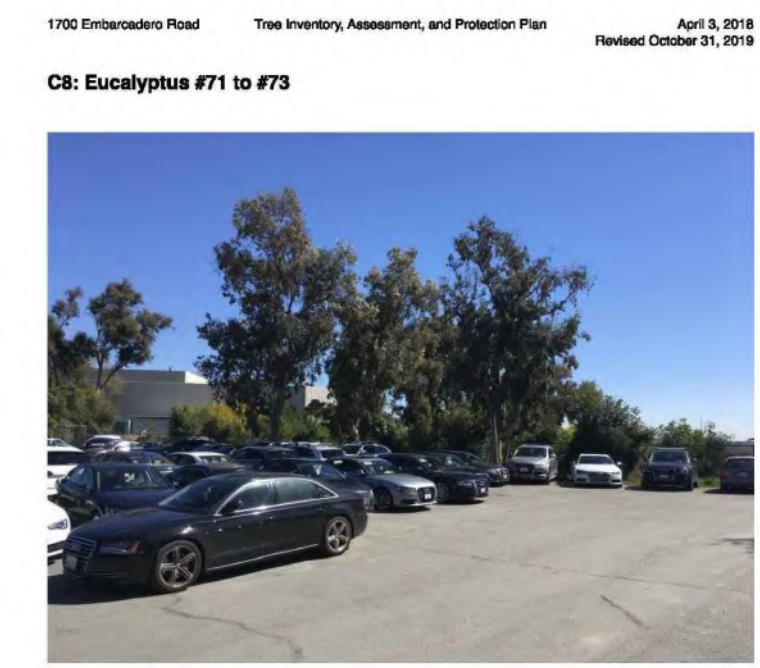 1700 Embarcadero Road Tree Inventory, Assessment, and Protection Plan April 3, 2018
Revised October 31, 2019
C8: Eucalyptus #71 to #73